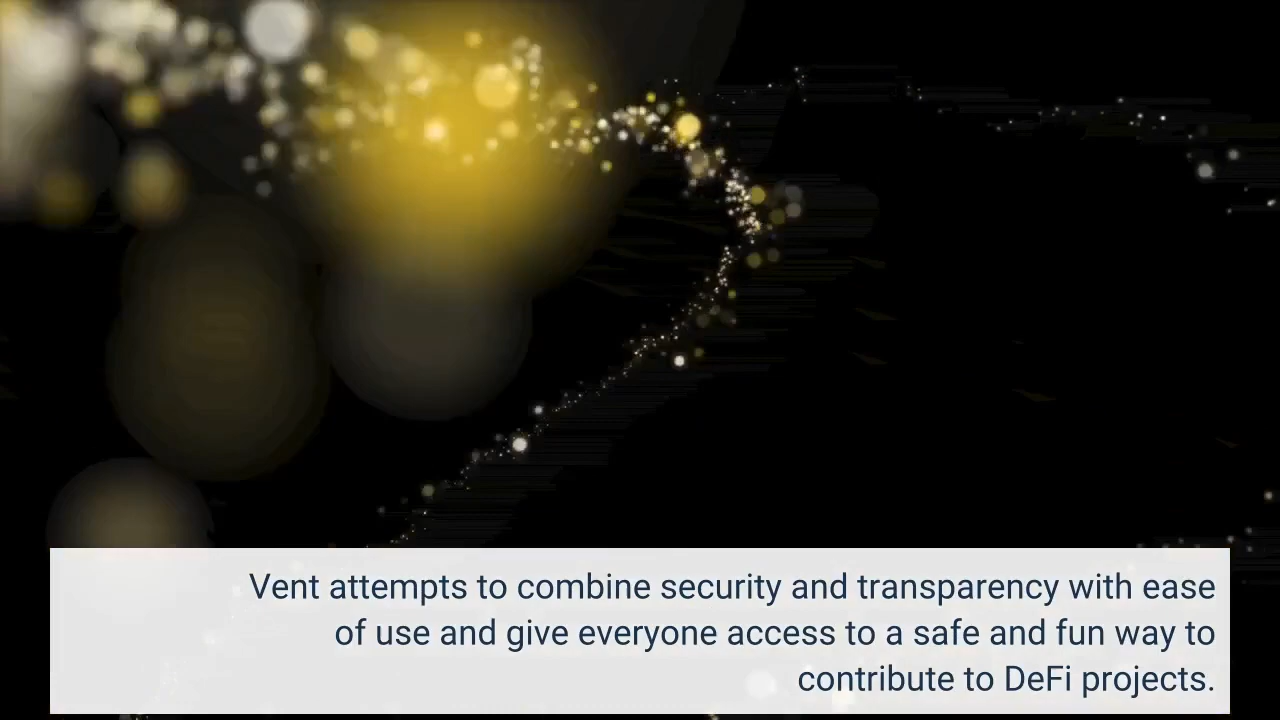 Vent attempts to combine security and transparency with ease
of use and give everyone access to a safe and fun way to
contribute to DeFi projects.